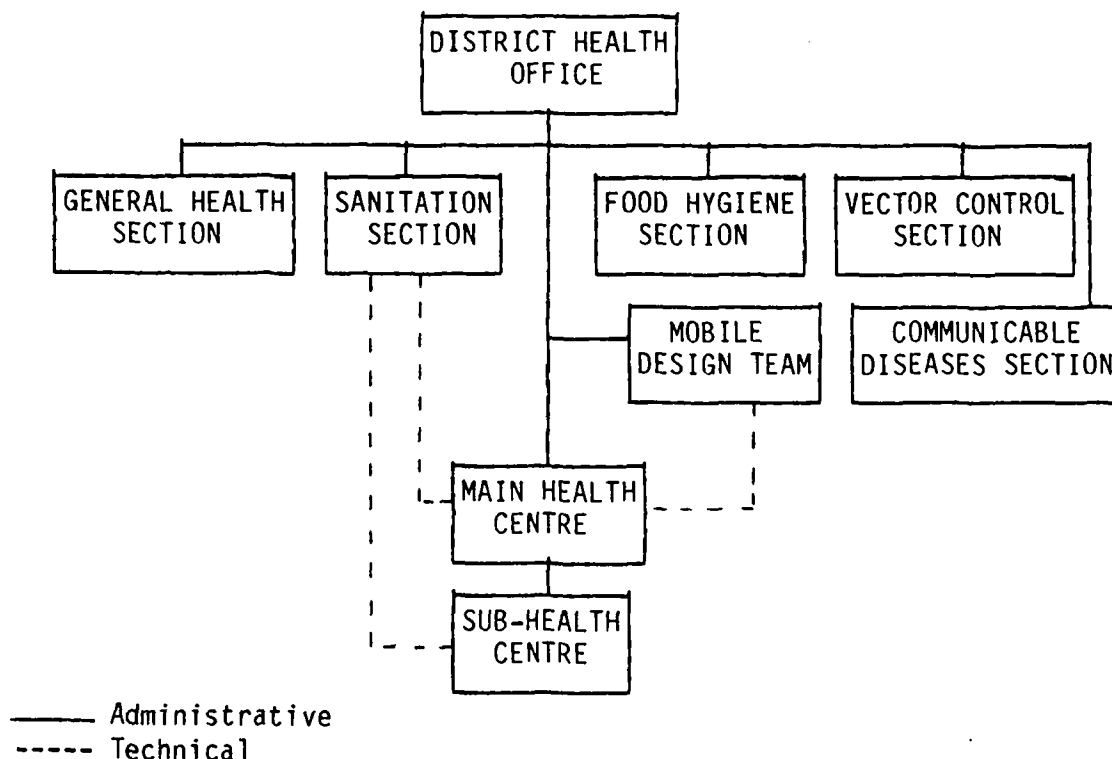 DISTRICT HEALTH
OFFICE
GENERAL HEALTH
SECTION
SANITATION
SECTION
FOOD HYGIENE
SECTION
VECTOR CONTROL
SECTION
MOBILE
DESIGN TEAM
COMMUNICABLE
DISEASES SECTION
MAIN HEALTH
CENTRE
SUB-HEALTH
CENTRE
Administrative
Technical